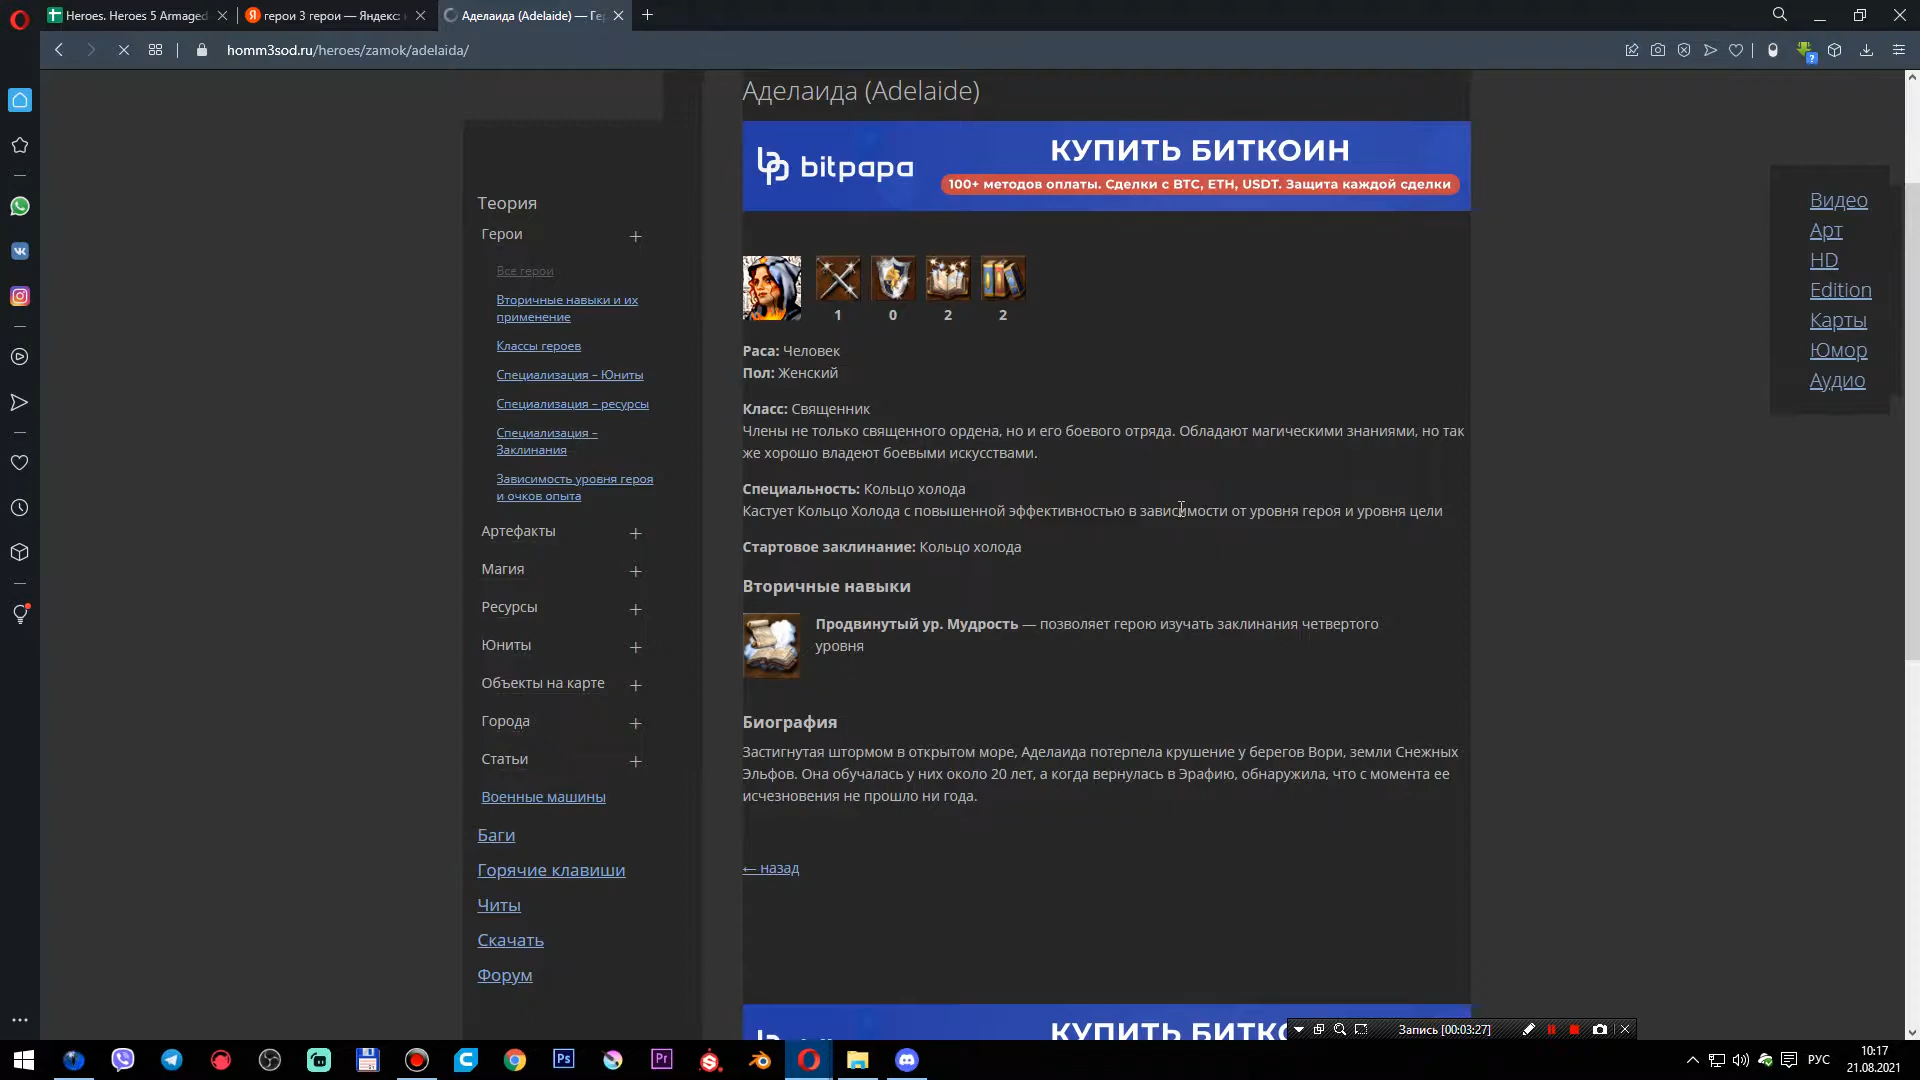 Heroes. Heroes 5 Armaged
герои 3 герои — Яндекс:
Аделаида (Adelaide) — Ге
homm3sod.ru/heroes/zamok/adelaida/
Аделаида (Adelaide)
bitpapa
КУПИТЬ БИТКОИН
100+ методов оплаты. Сделки с BTC, ETH, USDT. Защита каждой сделки
Теория
Герои
Все герои
Вторичные навыки и их
применение
Классы героев
Специализация – Юниты
Специализация – ресурсы
Специализация –
Заклинания
Зависимость уровня героя
и очков опыта
Артефакты
Магия
Ресурсы
Юниты
Объекты на карте
Города
Статьи
Военные машины
Баги
Горячие клавиши
Читы
Скачать
Форум
1 0 2 2
Раса: Человек
Пол: Женский
Класс: Священник
Члены не только священного ордена, но и его боевого отряда. Обладают магическими знаниями, но так
же хорошо владеют боевыми искусствами.
Специальность: Кольцо холода
Кастует Кольцо Холода с повышенной эффективностью в зависимости от уровня героя и уровня цели
Стартовое заклинание: Кольцо холода
Вторичные навыки
Продвинутый ур. Мудрость — позволяет герою изучать заклинания четвертого
уровня
Биография
Застигнутая штормом в открытом море, Аделаида потерпела крушение у берегов Вори, земли Снежных
Эльфов. Она обучалась у них около 20 лет, а когда вернулась в Эрафию, обнаружила, что с момента ее
исчезновения не прошло ни года.
← назад
Видео
Арт
HD
Edition
Карты
Юмор
Аудио
КУПИТЬ БИТКО
Запись [00:03:27]
Ps
Pr
РУС
10:17
21.08.2021